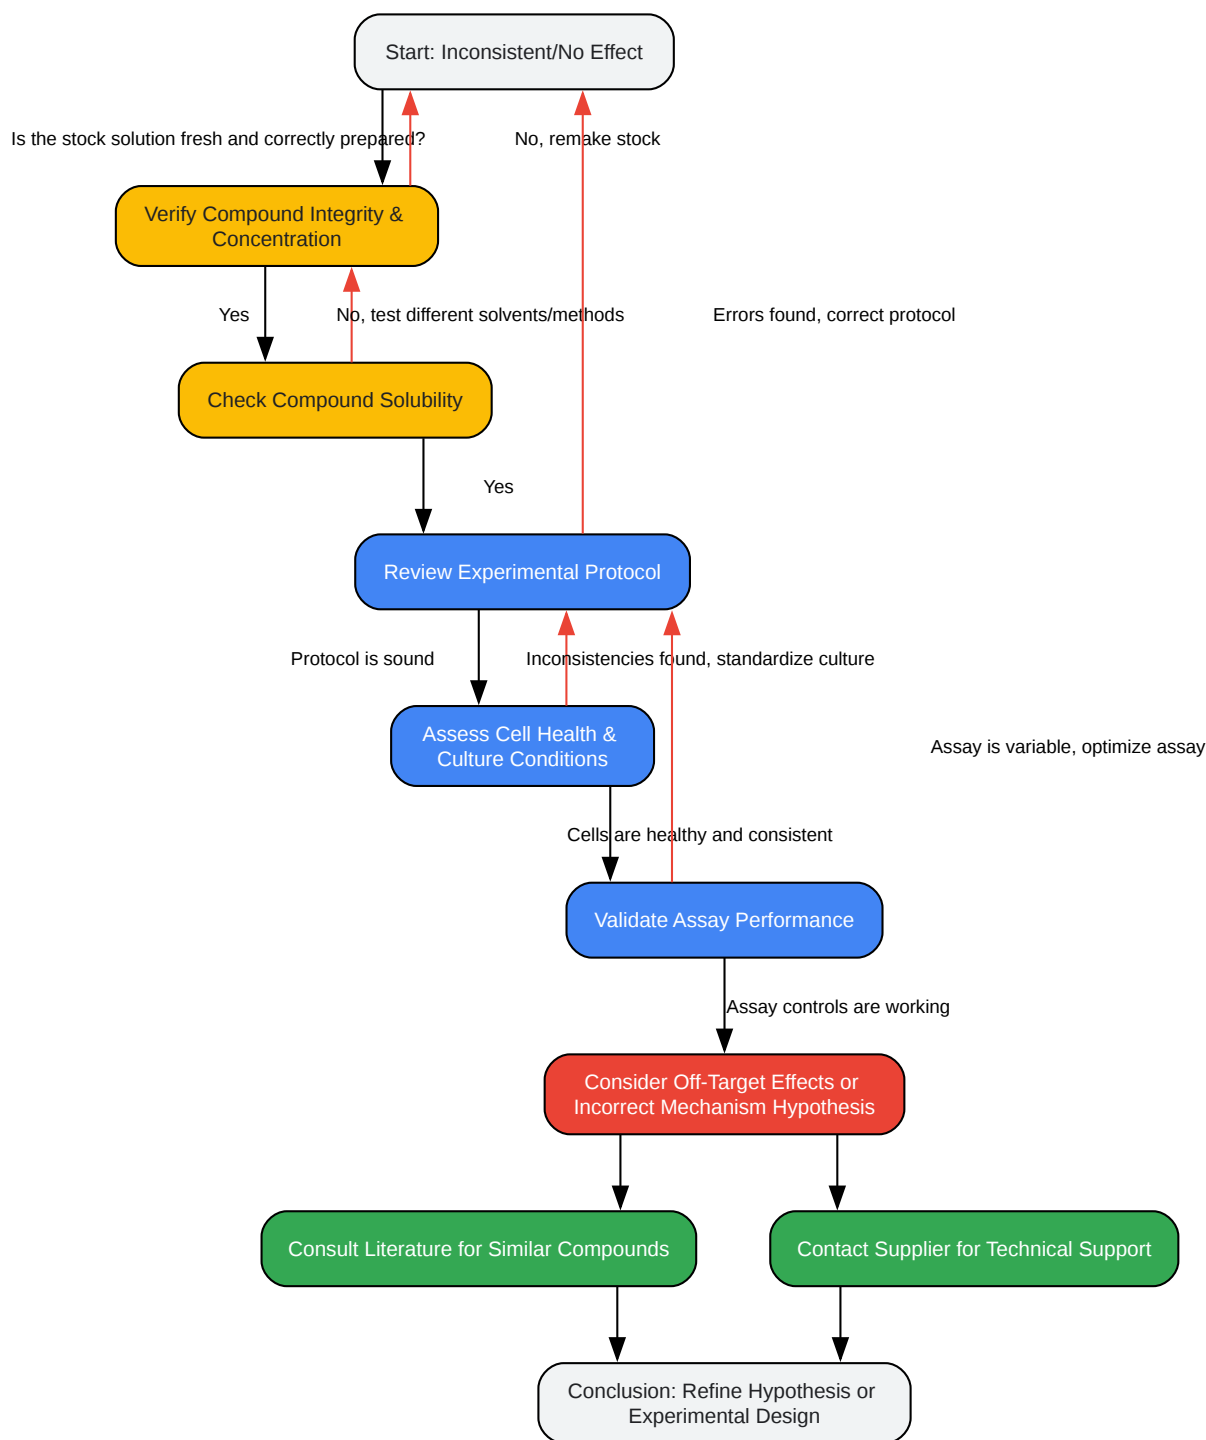 Start: Inconsistent/No Effect
Is the stock solution fresh and correctly prepared?
No, remake stock
Verify Compound Integrity &
Concentration
Yes
No, test different solvents/methods
Errors found, correct protocol
Check Compound Solubility
Yes
Review Experimental Protocol
Protocol is sound
Inconsistencies found, standardize culture
Assess Cell Health &
Culture Conditions
Assay is variable, optimize assay
Cells are healthy and consistent
Validate Assay Performance
Assay controls are working
Consider Off-Target Effects or
Incorrect Mechanism Hypothesis
Consult Literature for Similar Compounds
Contact Supplier for Technical Support
Conclusion: Refine Hypothesis or
Experimental Design